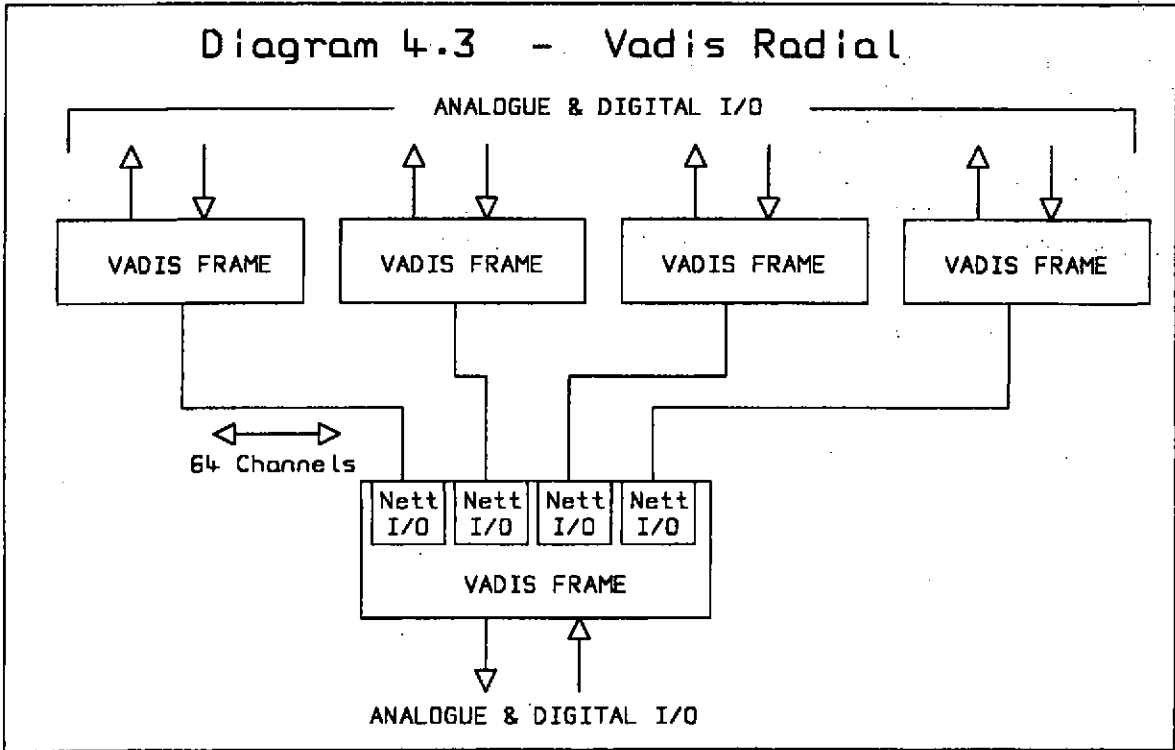 Diagram 4.3 - Vadis Radial
ANALOGUE & DIGITAL I/O
VADIS FRAME
VADIS FRAME
VADIS FRAME
VADIS FRAME
64 Channels
Nett I/O
Nett I/O
Nett I/O
Nett I/O
VADIS FRAME
ANALOGUE & DIGITAL I/O